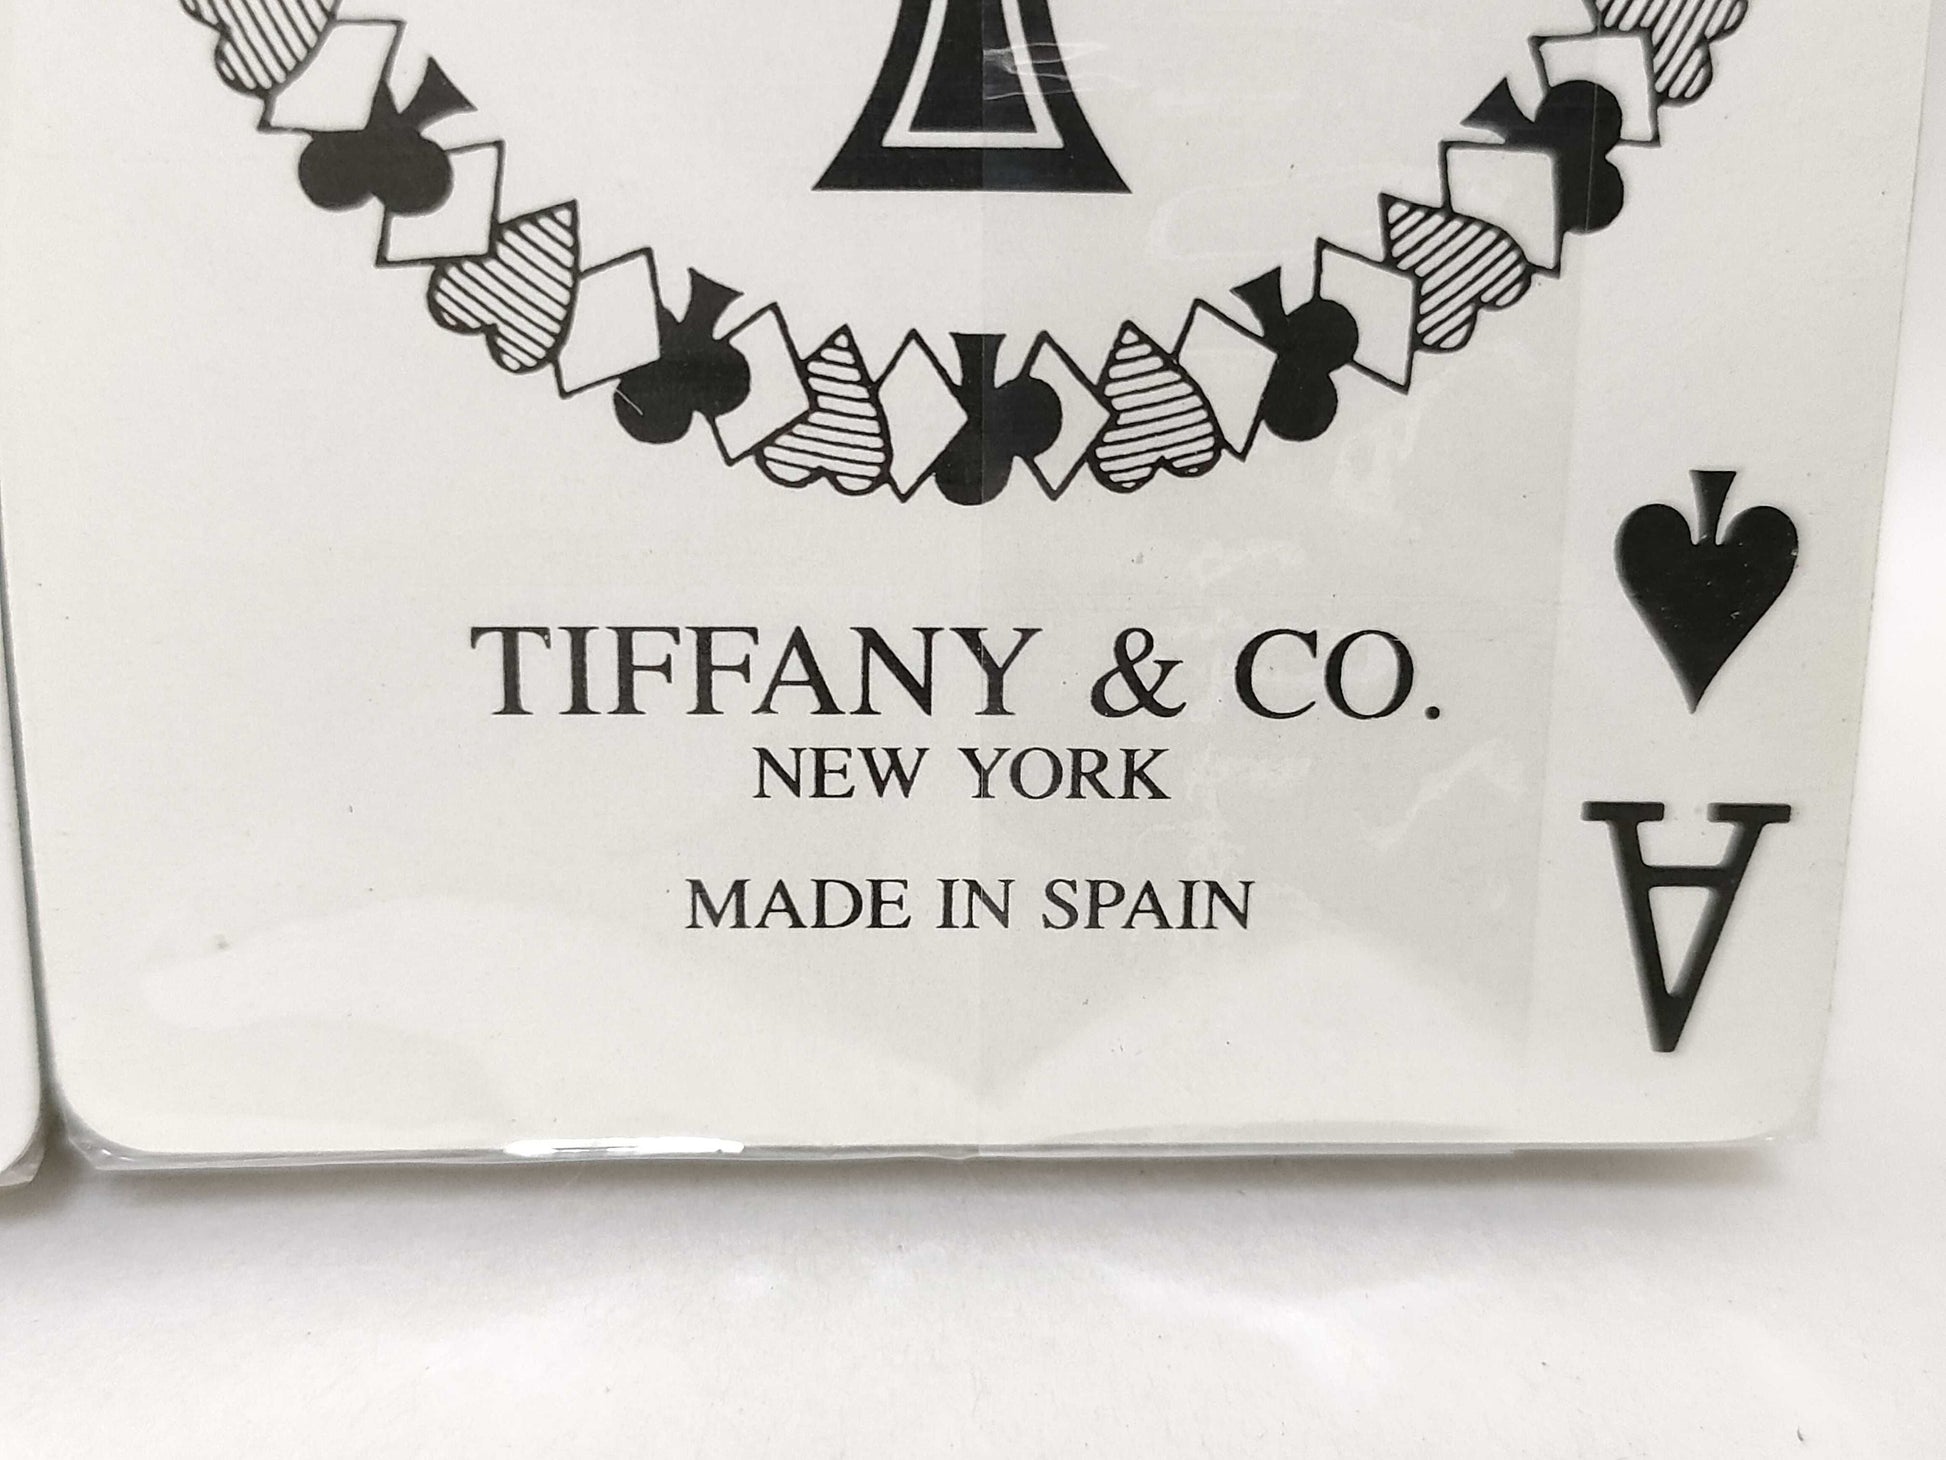 TIFFANY & CO.
NEW YORK
MADE IN SPAIN
A